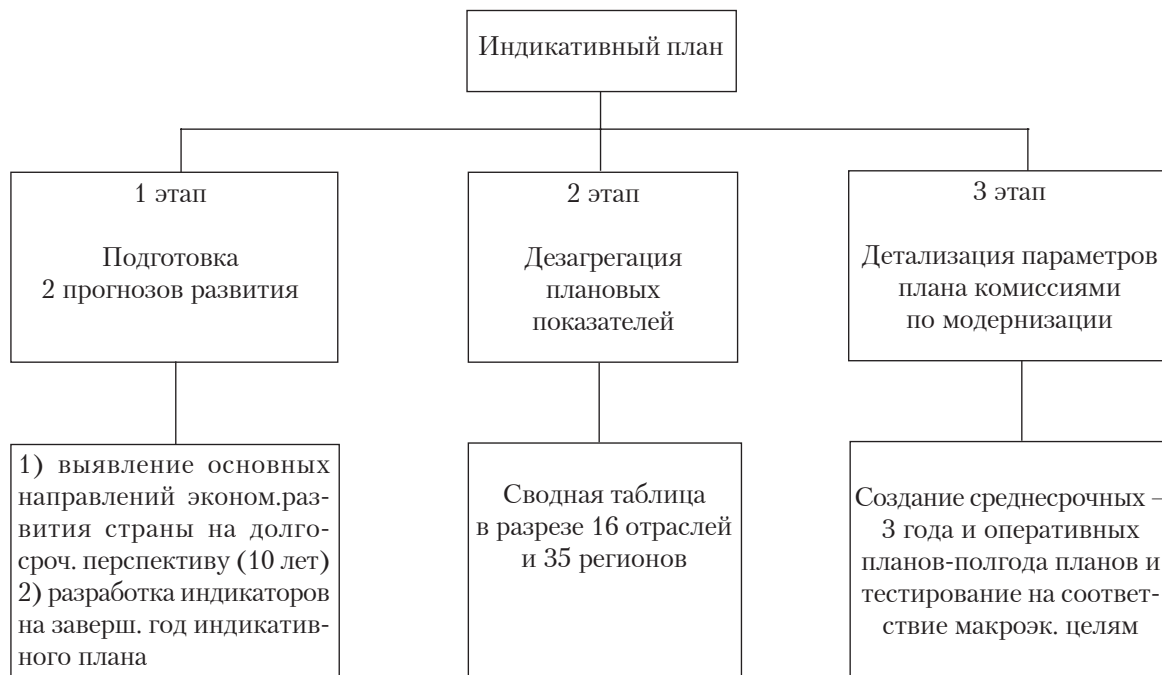 Индикативный план
1 этап
Подготовка
2 прогнозов развития
2 этап
Дезагрегация
плановых
показателей
3 этап
Детализация параметров
плана комиссиями
по модернизации
1) выявление основных
направлений эконом.раз-
вития страны на долго-
сроч. перспективу (10 лет)
2) разработка индикаторов
на заверш. год индикатив-
ного плана
Сводная таблица
в разрезе 16 отраслей
и 35 регионов
Создание среднесрочных –
3 года и оперативных
планов-полгода планов и
тестирование на соответ-
ствие макроэк. целям